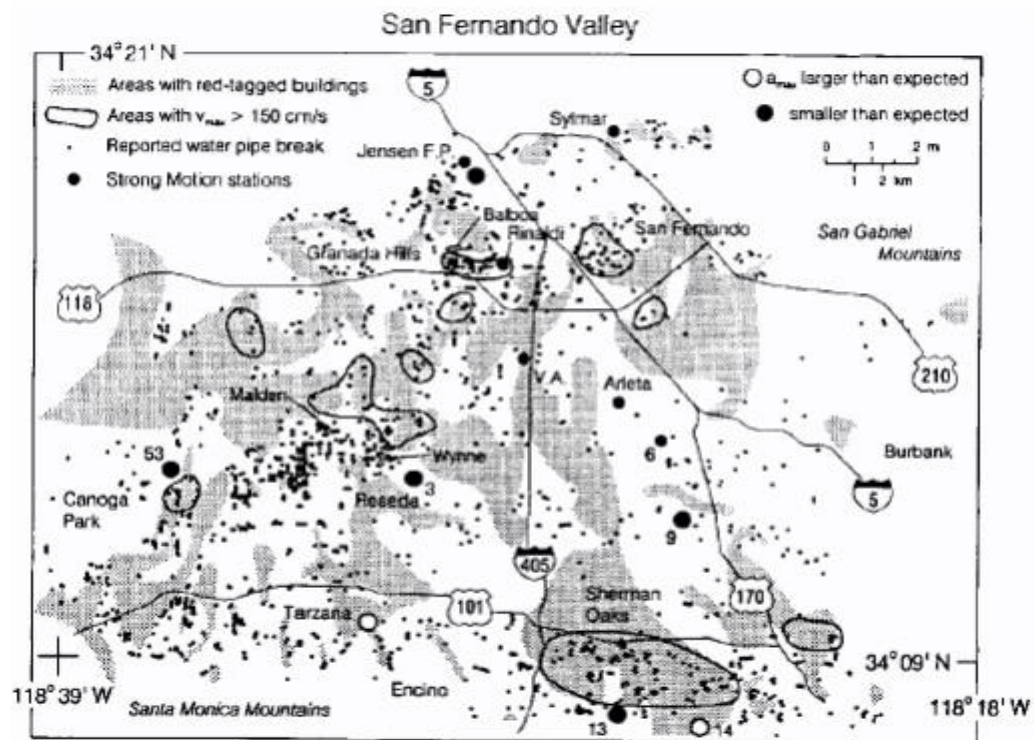 San Fernando Valley
34°21' N
Areas with red-tagged buildings
Areas with vmax > 150 cm/s
Reported water pipe break
Strong Motion stations
amax larger than expected
smaller than expected
0 1 2 mi
1 2 km
5
Sylmar
Jensen F.P.
Balboa
Rinaldi
San Fernando
Granada Hills
San Gabriel
Mountains
118
210
V.A.
Arleta
Malden
53
6
Burbank
Wynne
3
Canoga
Park
Reseda
5
9
405
Sherman
Oaks
170
101
Tarzana
34°09' N
118°39' W
Encino
118°18' W
Santa Monica Mountains
13
14